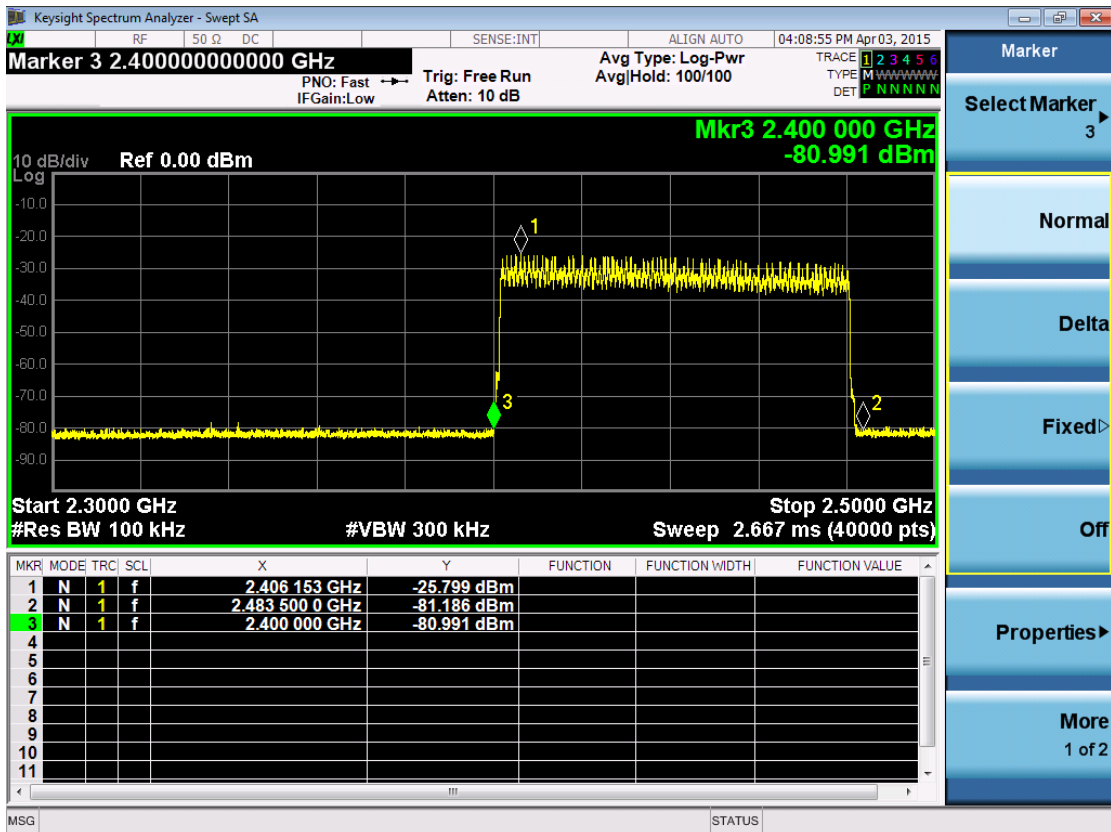 Keysight Spectrum Analyzer - Swept SA
LXI RF 50 Ω DC SENSE:INT ALIGN AUTO 04:08:55 PM Apr 03, 2015
Marker 3 2.400000000000 GHz
PNO: Fast
IFGain:Low
Trig: Free Run
Atten: 10 dB
Avg Type: Log-Pwr
Avg|Hold: 100/100
TRACE 1 2 3 4 5 6
TYPE M WWWWW
DET P N N N N N
Mkr3 2.400 000 GHz
-80.991 dBm
10 dB/div Ref 0.00 dBm
Log
-10.0
-20.0
-30.0
-40.0
-50.0
-60.0
-70.0
-80.0
-90.0
1
3
2
Start 2.3000 GHz Stop 2.5000 GHz
#Res BW 100 kHz #VBW 300 kHz Sweep 2.667 ms (40000 pts)
MKR MODE TRC SCL X Y FUNCTION FUNCTION WIDTH FUNCTION VALUE
1 N 1 f 2.406 153 GHz -25.799 dBm
2 N 1 f 2.483 500 0 GHz -81.186 dBm
3 N 1 f 2.400 000 GHz -80.991 dBm
4
5
6
7
8
9
10
11
MSG STATUS
Marker
Select Marker
3
Normal
Delta
Fixed
Off
Properties
More
1 of 2